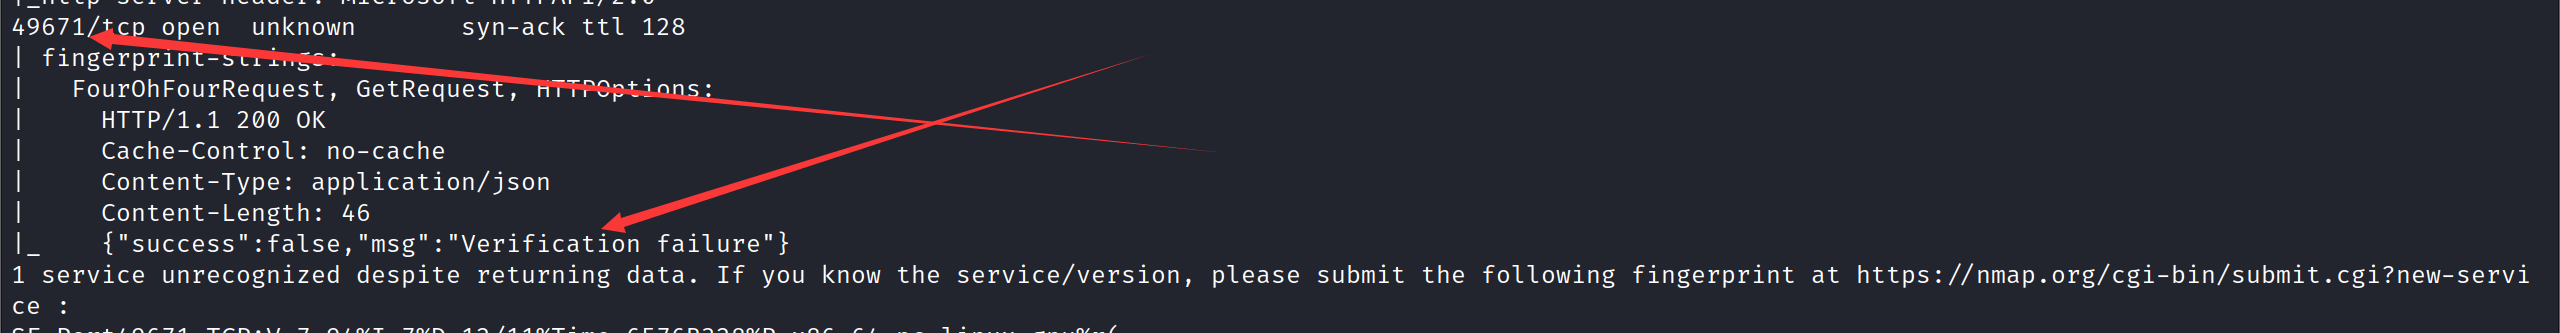 |_http-server-header: Microsoft-HTTPAPI/2.0
49671/tcp open  unknown       syn-ack ttl 128
| fingerprint-strings:
|   FourOhFourRequest, GetRequest, HTTPOptions:
|     HTTP/1.1 200 OK
|     Cache-Control: no-cache
|     Content-Type: application/json
|     Content-Length: 46
|_    {"success":false,"msg":"Verification failure"}
1 service unrecognized despite returning data. If you know the service/version, please submit the following fingerprint at https://nmap.org/cgi-bin/submit.cgi?new-servi
ce :